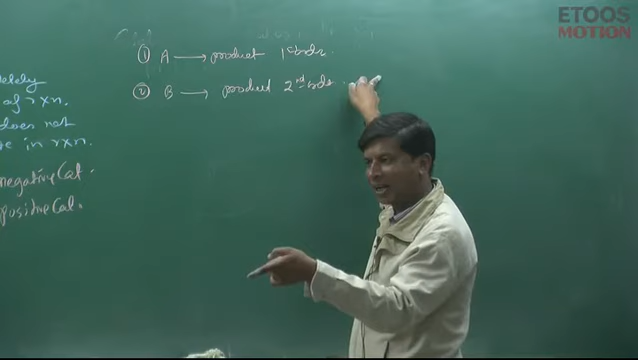 ETOOS
MOTION
① A ⟶ product 1st order
② B ⟶ product 2nd order
of rxn.
does not
in rxn.
negative Cat.
positive Cat.